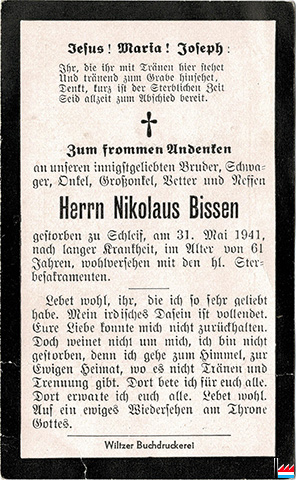 Jesus! Maria! Joseph:
Ihr, die ihr mit Tränen hier stehet
Und tränend zum Grabe hinsehet,
Denkt, kurz ist der Sterblichen Zeit
Seid allzeit zum Abschied bereit.
Zum frommen Andenken
an unseren innigstgeliebten Bruder, Schwa-
ger, Onkel, Großonkel, Vetter und Neffen
Herrn Nikolaus Bissen
gestorben zu Schleif, am 31. Mai 1941,
nach langer Krankheit, im Alter von 61
Jahren, wohlversehen mit den hl. Ster-
besakramenten.
Lebet wohl, ihr, die ich so sehr geliebt
habe. Mein irdisches Dasein ist vollendet.
Eure Liebe konnte mich nicht zurückhalten.
Doch weinet nicht um mich, ich bin nicht
gestorben, denn ich gehe zum Himmel, zur
Ewigen Heimat, wo es nicht Tränen und
Trennung gibt. Dort bete ich für euch alle.
Dort erwarte ich euch alle. Lebet wohl.
Auf ein ewiges Wiedersehen am Throne
Gottes.
Wiltzer Buchdruckerei